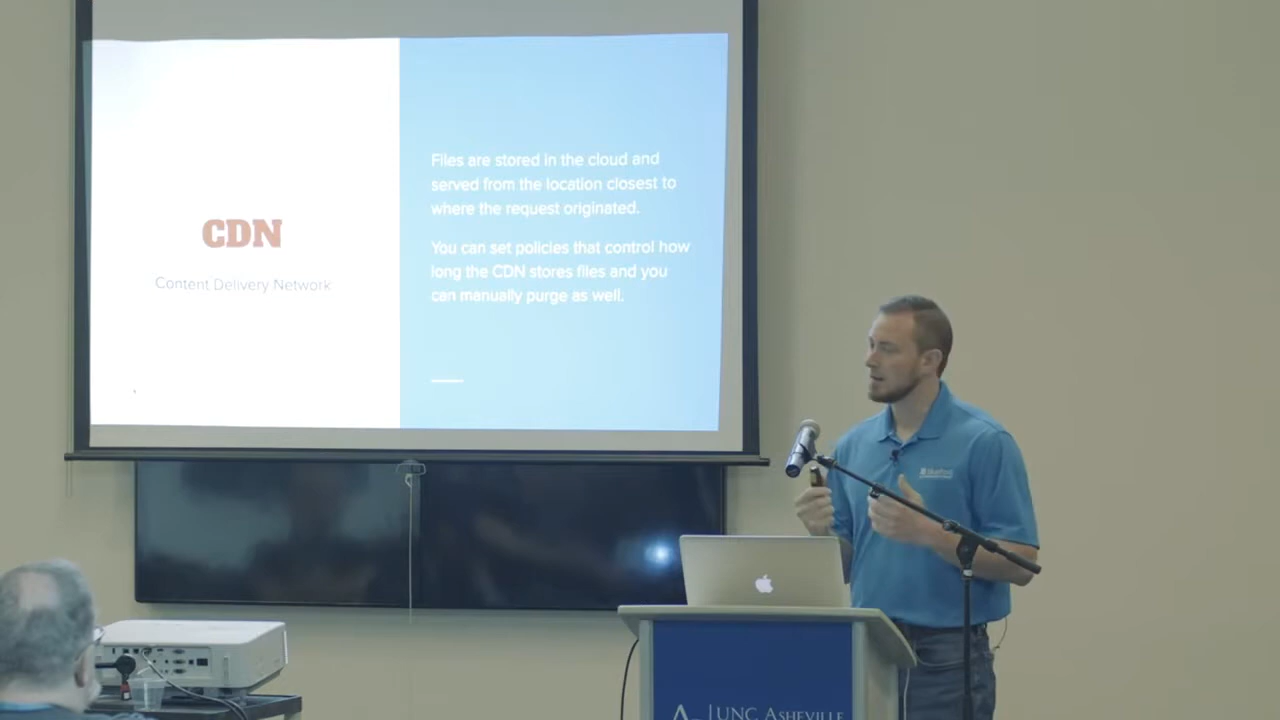 CDN
Content Delivery Network
Files are stored in the cloud and
served from the location closest to
where the request originated.
You can set policies that control how
long the CDN stores files and you
can manually purge as well.
UNC ASHEVILLE